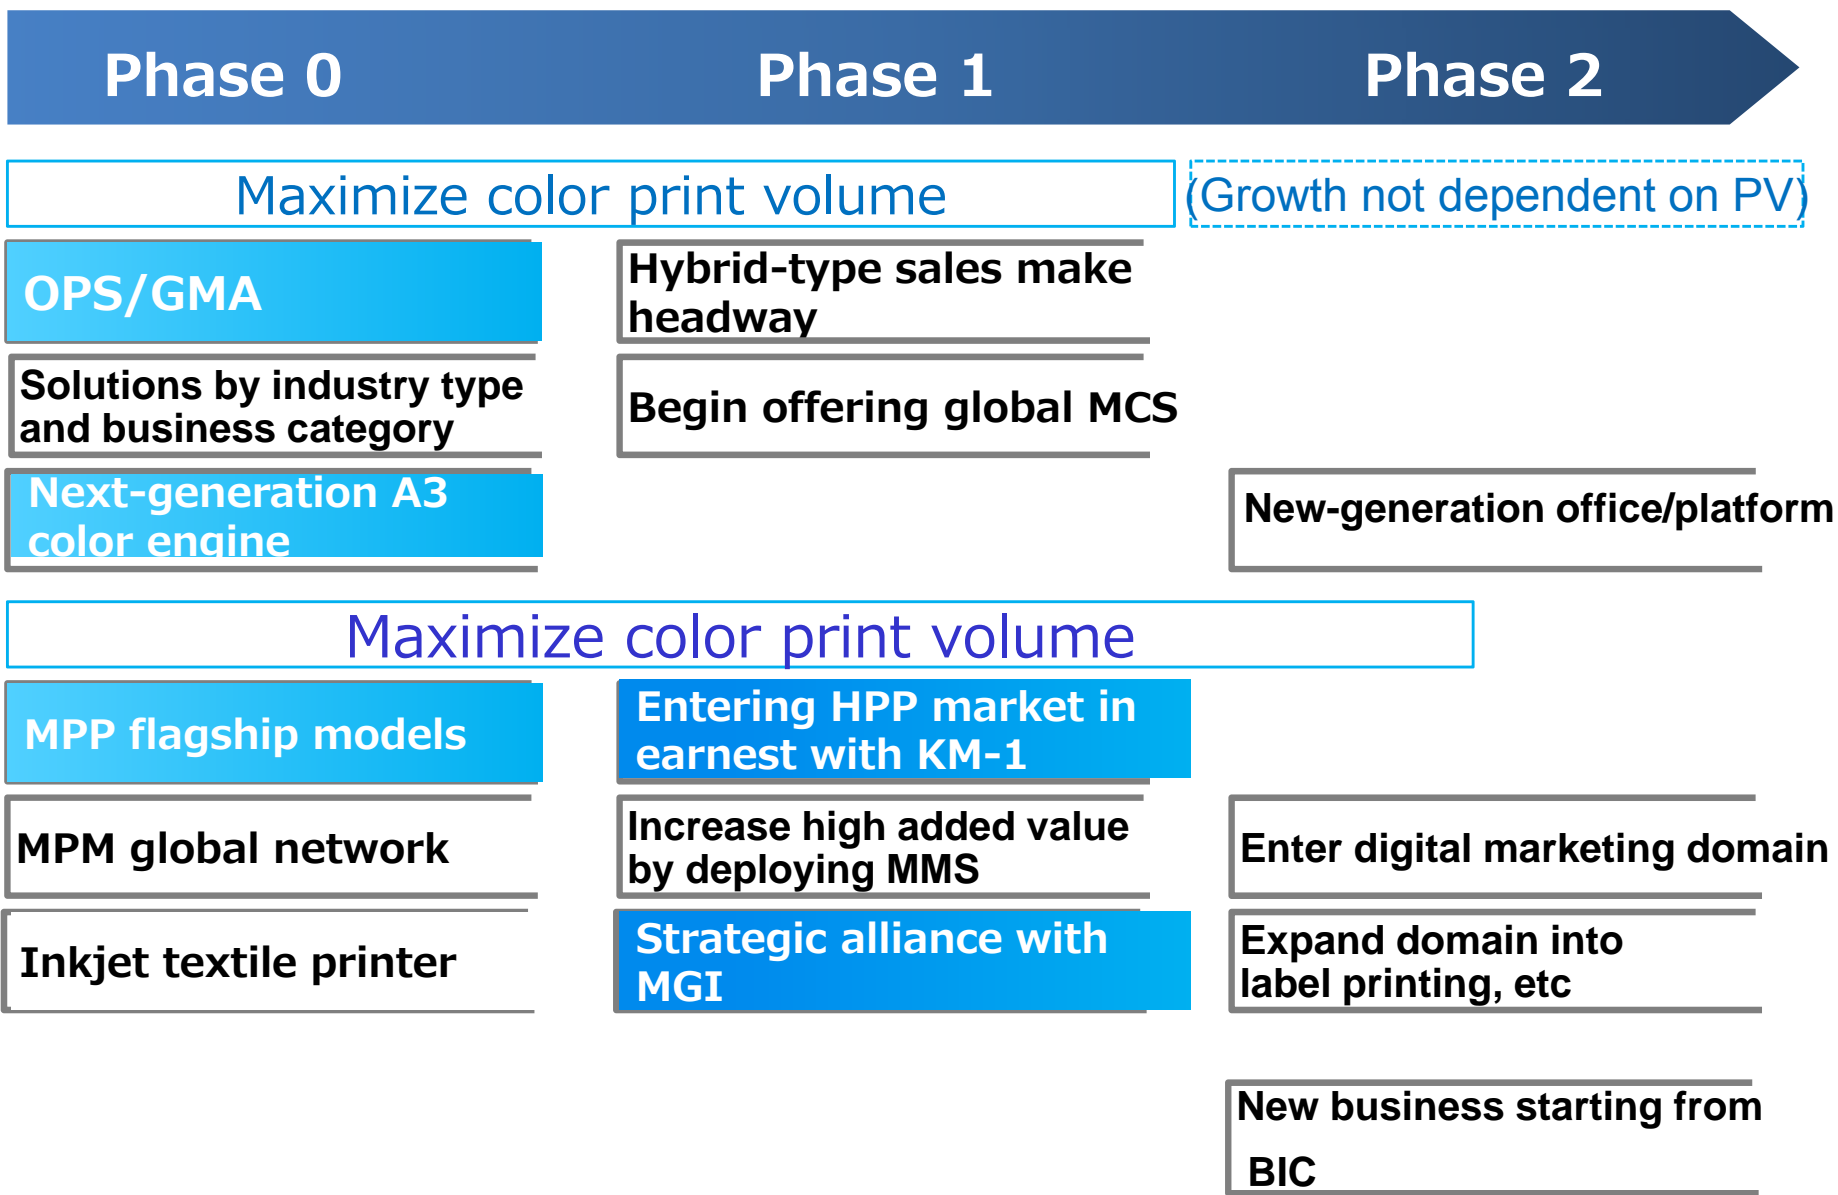 Phase 0
Phase 1
Phase 2
Maximize color print volume
(Growth not dependent on PV)
OPS/GMA
Hybrid-type sales make
headway
Solutions by industry type
and business category
Begin offering global MCS
Next-generation A3
color engine
New-generation office/platform
Maximize color print volume
MPP flagship models
Entering HPP market in
earnest with KM-1
MPM global network
Increase high added value
by deploying MMS
Enter digital marketing domain
Inkjet textile printer
Strategic alliance with
MGI
Expand domain into
label printing, etc
New business starting from
BIC